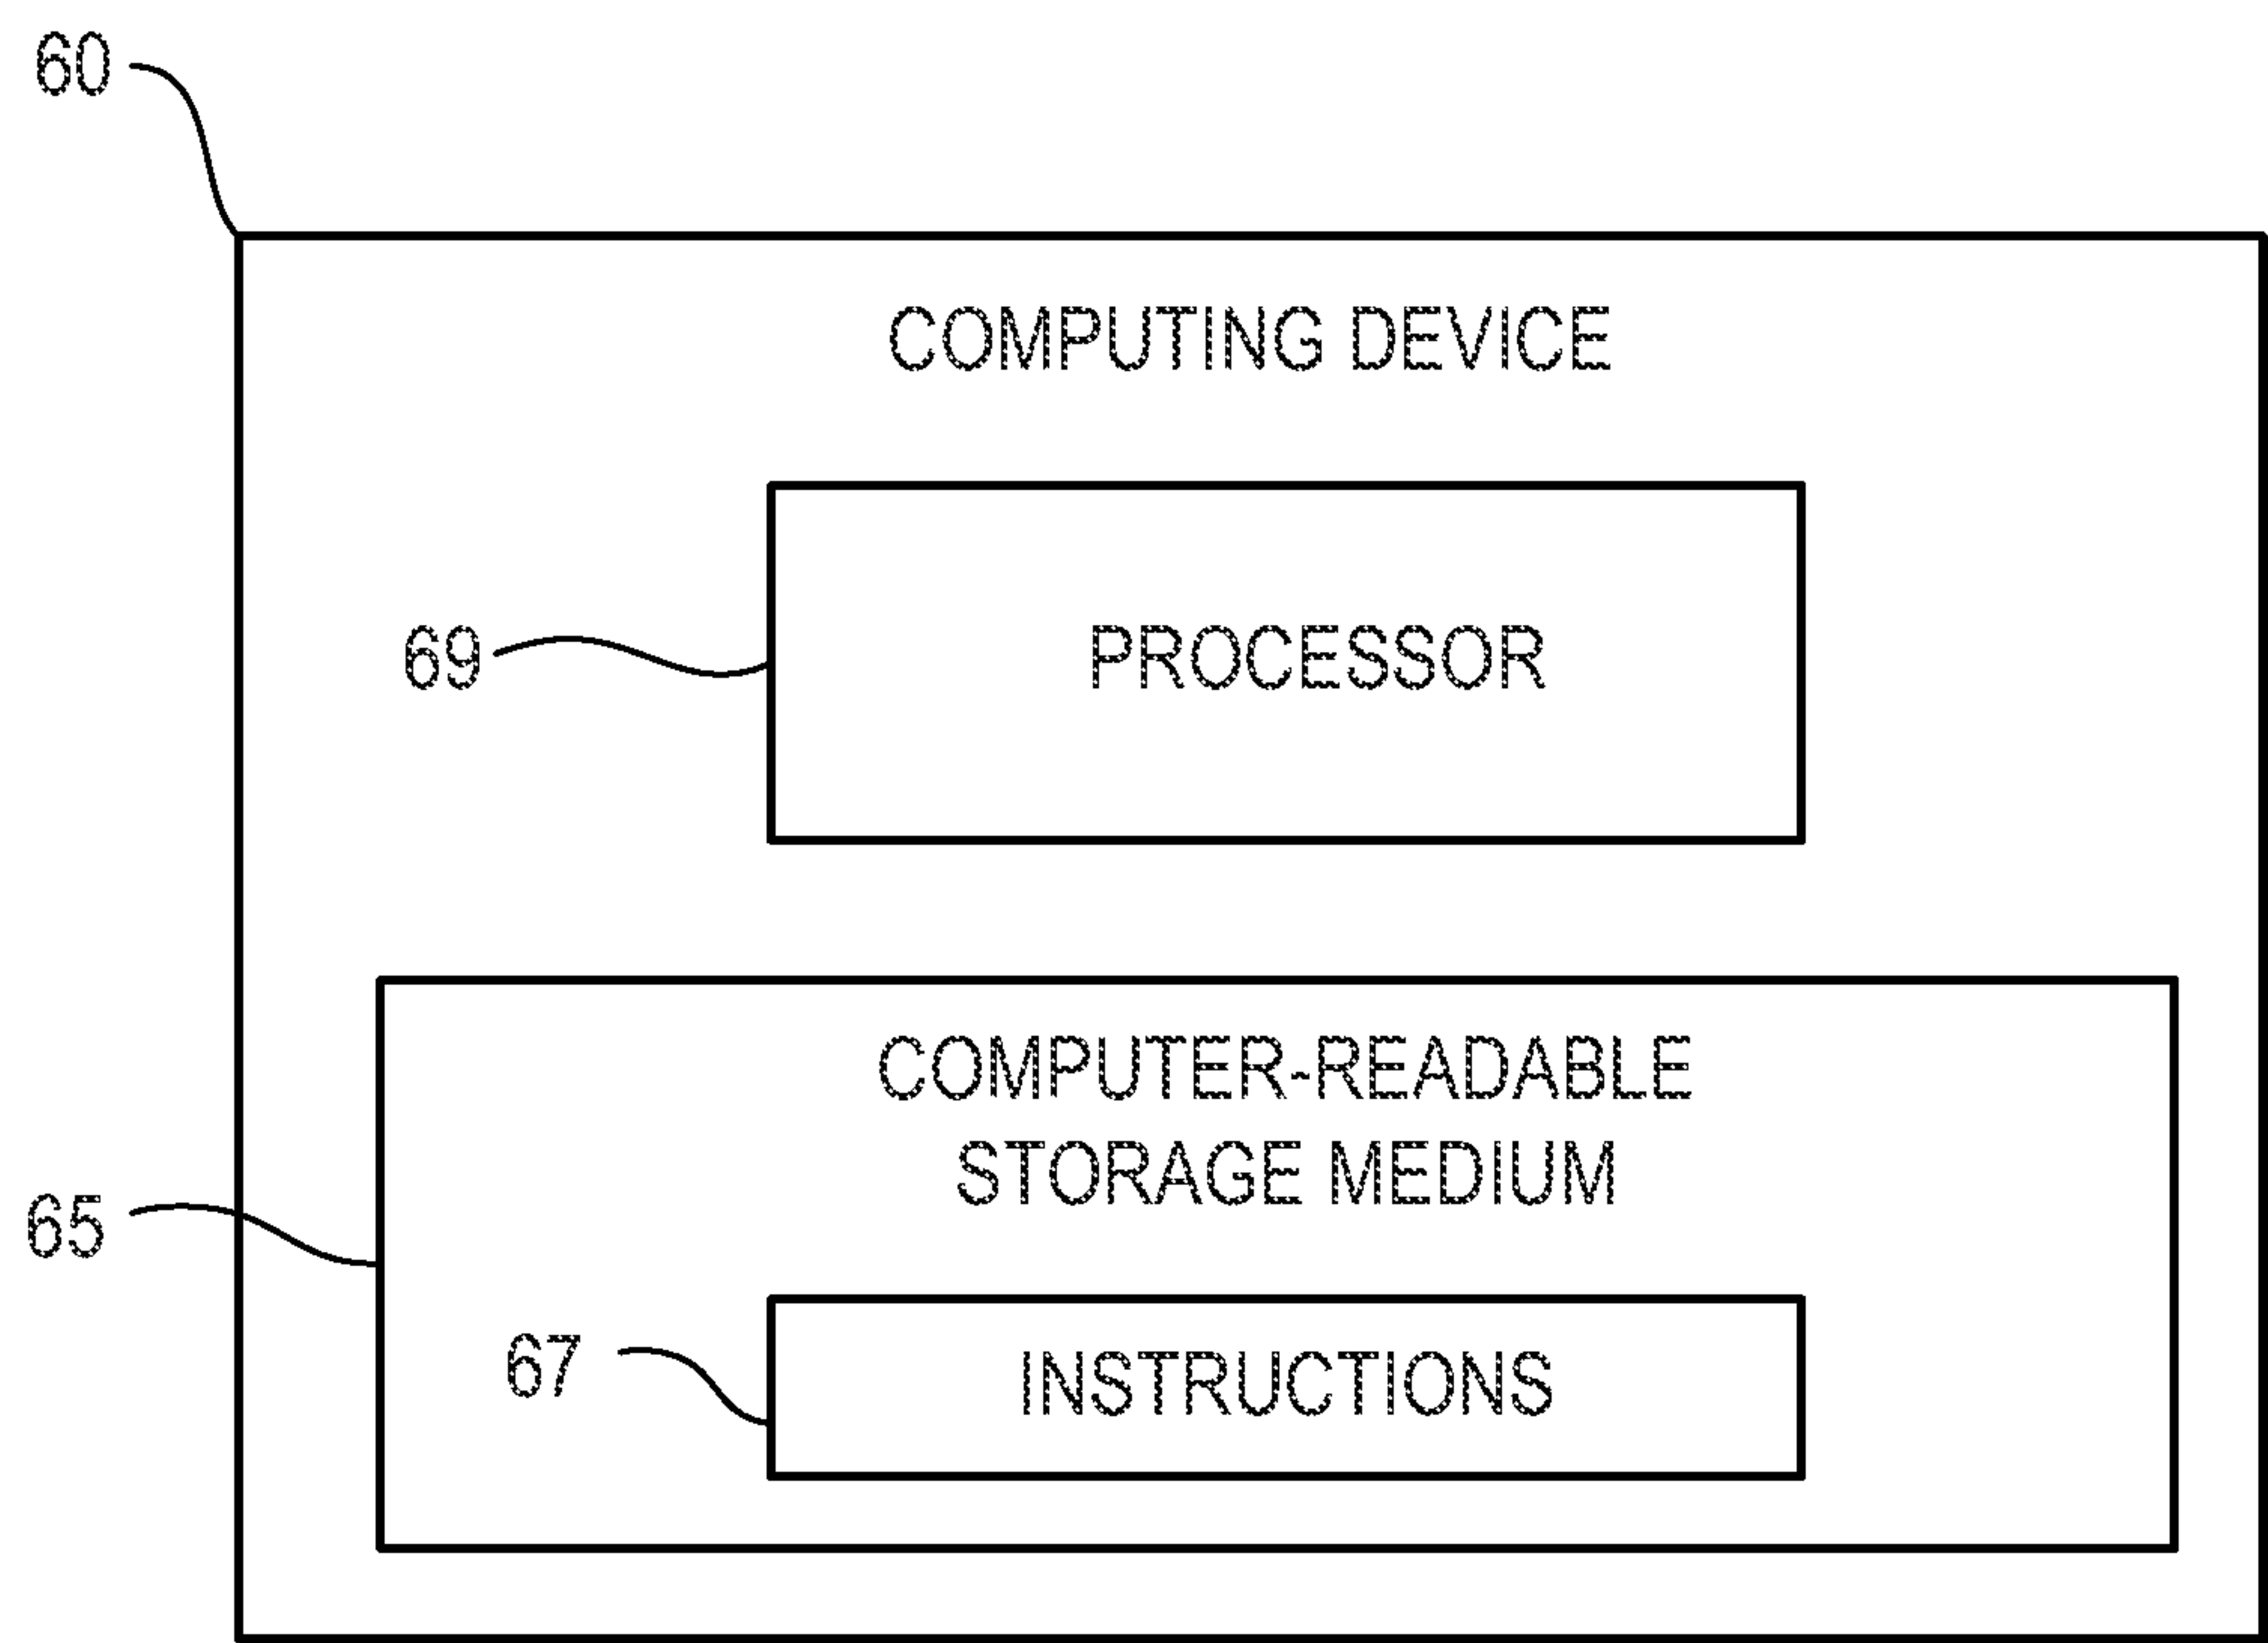 60
COMPUTING DEVICE
69
PROCESSOR
COMPUTER-READABLE
STORAGE MEDIUM
65
67
INSTRUCTIONS